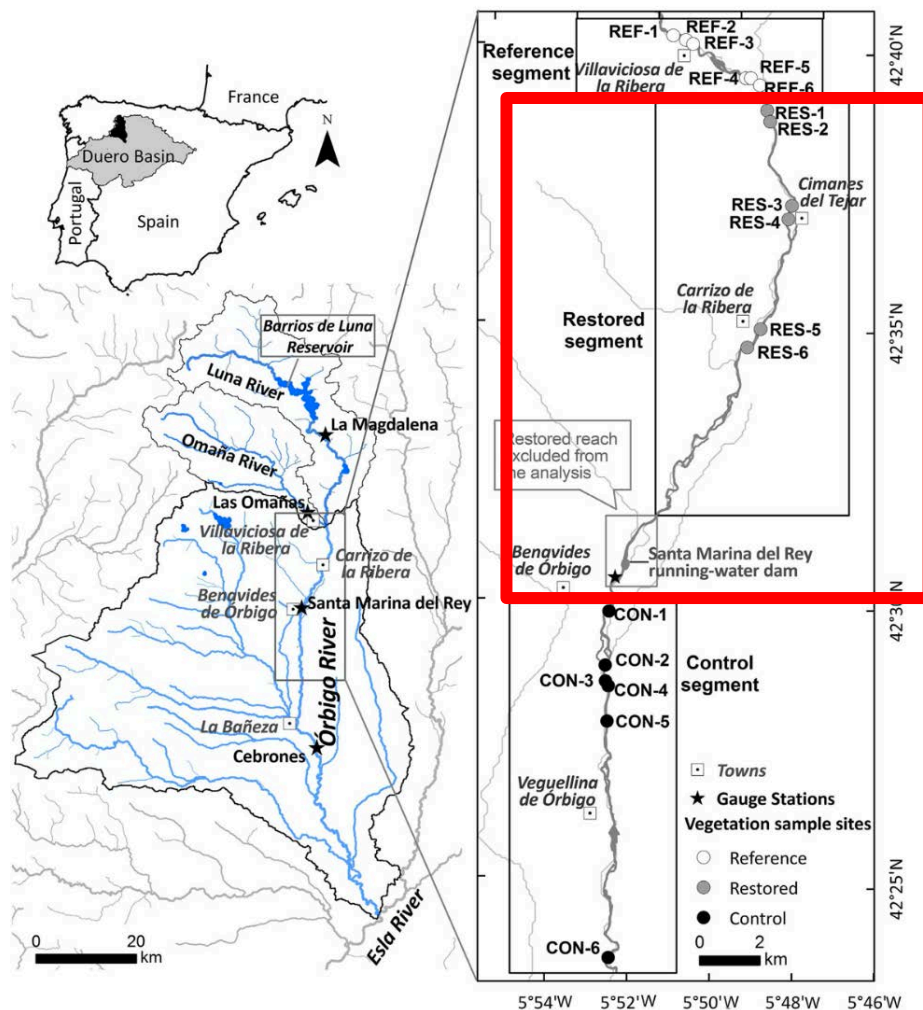 France
N
Duero Basin
Portugal
Spain
Barrios de Luna
Reservoir
Luna River
La Magdalena
Omaña River
Las Omañas
Villaviciosa de
la Ribera
Carrizo de
la Ribera
Benavides
de Órbigo
Santa Marina del Rey
Órbigo River
La Bañeza
Cebrones
Esla River
0 20
km
REF-1
REF-2
REF-3
Reference
segment
Villaviciosa de
la Ribera
REF-4
REF-5
REF-6
RES-1
RES-2
RES-3
RES-4
Cimanes
del Tejar
Carrizo de
la Ribera
Restored
segment
RES-5
RES-6
Restored reach
excluded from
the analysis
Benavides
de Órbigo
Santa Marina del Rey
running-water dam
CON-1
CON-2
CON-3
CON-4
CON-5
Control
segment
Veguellina
de Órbigo
CON-6
Towns
Gauge Stations
Vegetation sample sites
Reference
Restored
Control
0 2
km
42°40'N
42°35'N
42°30'N
42°25'N
5°54'W 5°52'W 5°50'W 5°48'W 5°46'W